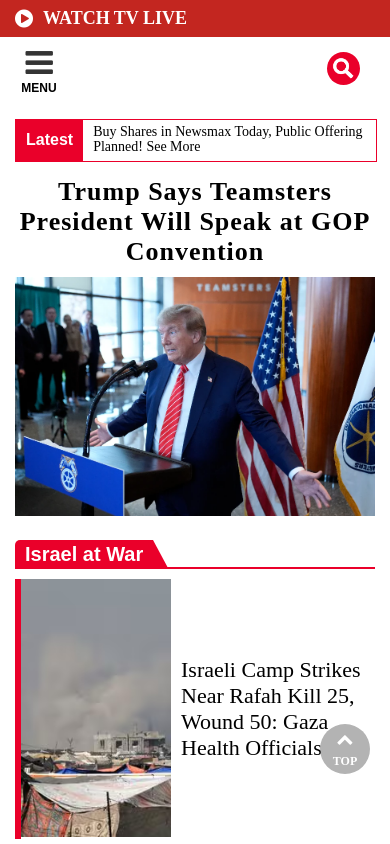 WATCH TV LIVE
MENU
Latest
Buy Shares in Newsmax Today, Public Offering
Planned! See More
Trump Says Teamsters
President Will Speak at GOP
Convention
TEAMSTERS
Israel at War
Israeli Camp Strikes
Near Rafah Kill 25,
Wound 50: Gaza
Health Officials
TOP